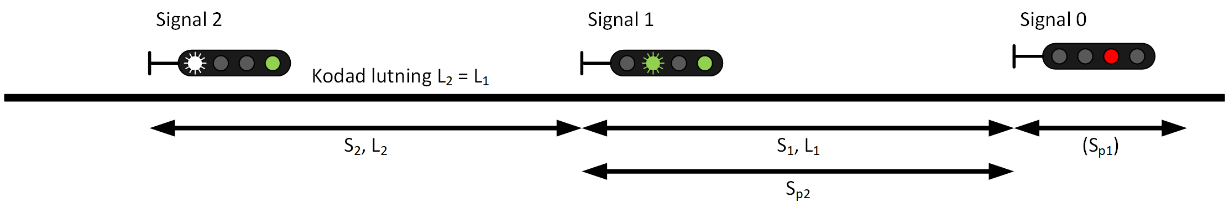 Signal 2
Signal 1
Signal 0
Kodad lutning L2 = L1
S2, L2
S1, L1
(Sp1)
Sp2